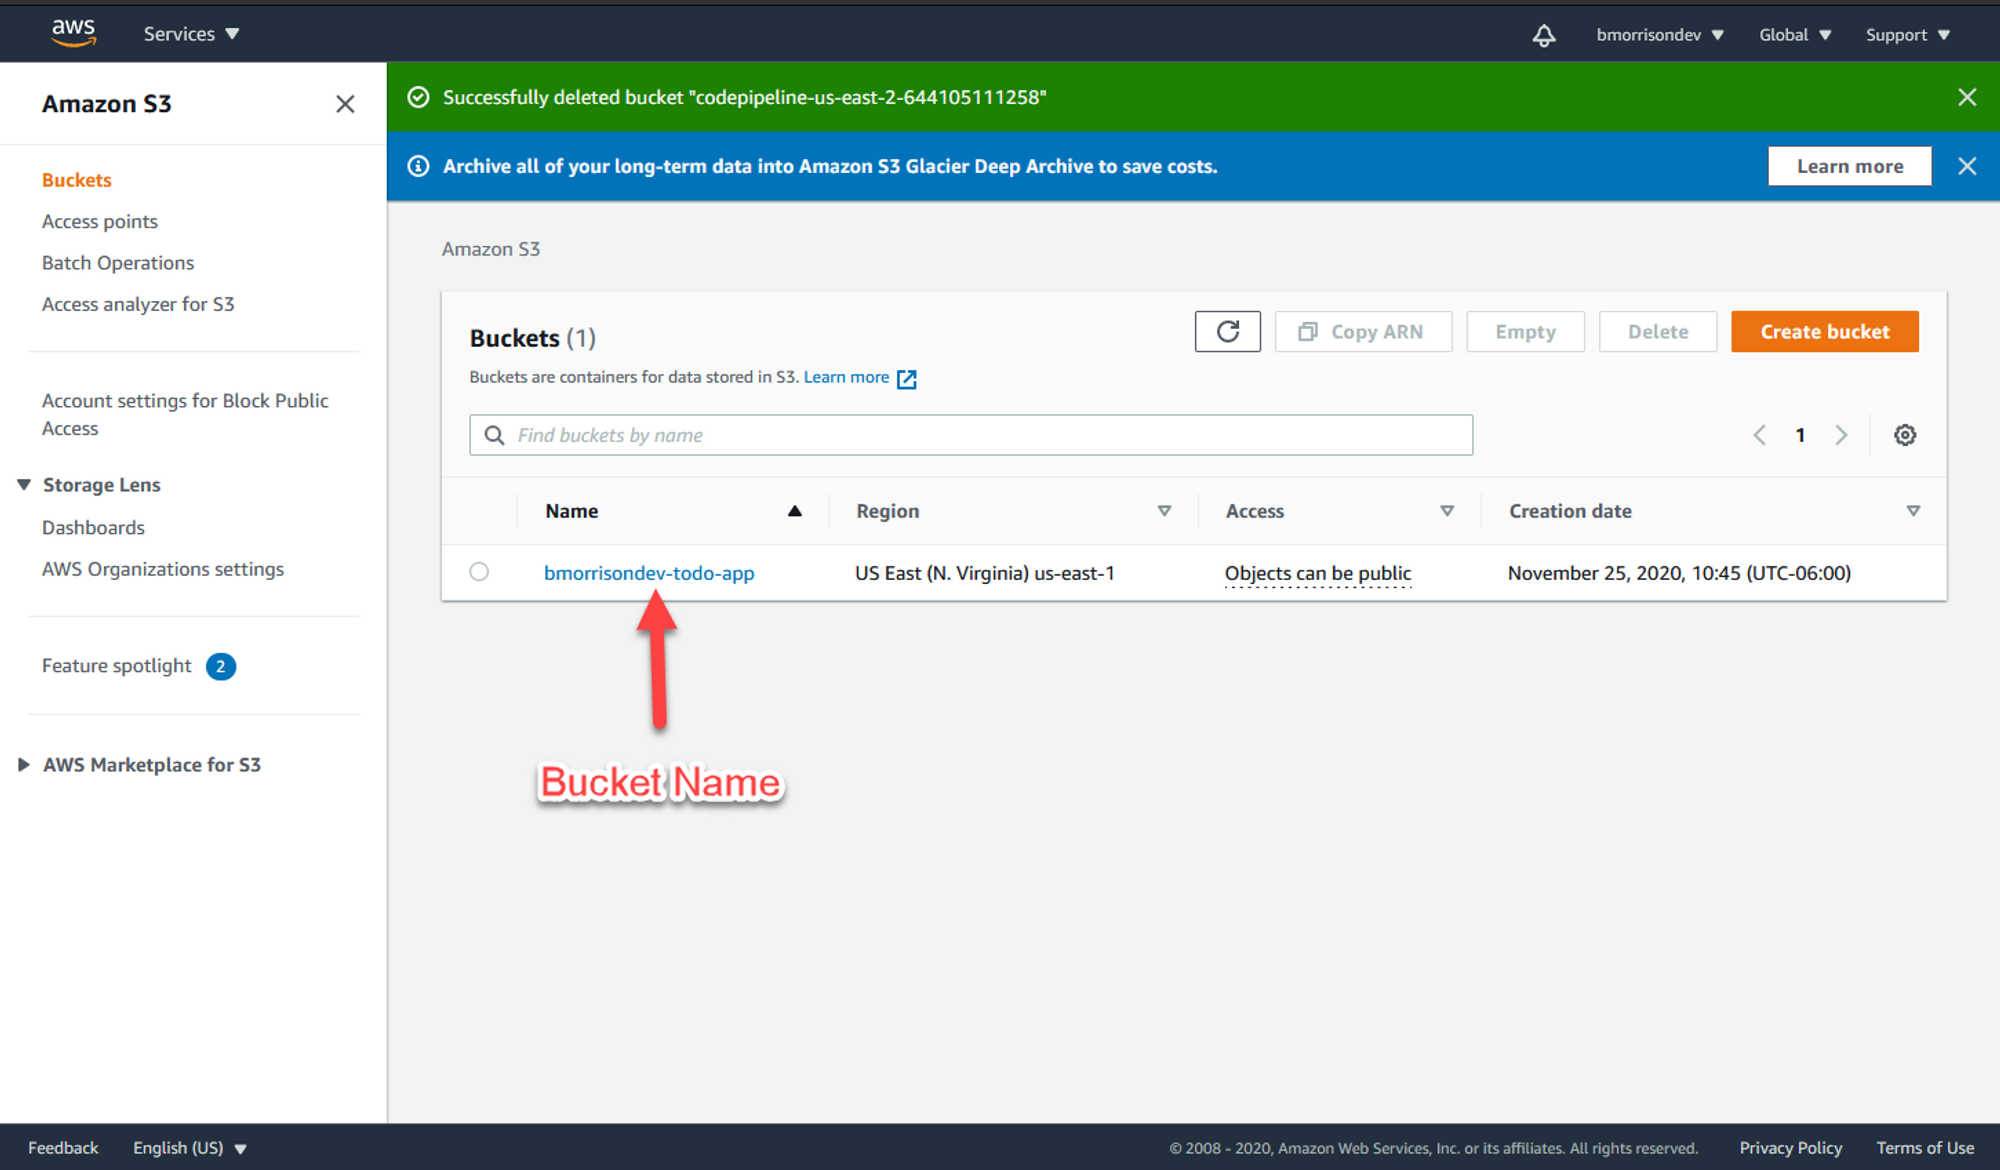 aws Services bmorrisondev Global Support
Amazon S3
Successfully deleted bucket "codepipeline-us-east-2-644105111258"
Archive all of your long-term data into Amazon S3 Glacier Deep Archive to save costs. Learn more
Buckets
Access points
Batch Operations
Access analyzer for S3
Account settings for Block Public
Access
Storage Lens
Dashboards
AWS Organizations settings
Feature spotlight 2
AWS Marketplace for S3
Amazon S3
Buckets (1) Copy ARN Empty Delete Create bucket
Buckets are containers for data stored in S3. Learn more
Find buckets by name 1
Name Region Access Creation date
bmorrisondev-todo-app US East (N. Virginia) us-east-1 Objects can be public November 25, 2020, 10:45 (UTC-06:00)
Bucket Name
Feedback English (US) © 2008 - 2020, Amazon Web Services, Inc. or its affiliates. All rights reserved. Privacy Policy Terms of Use